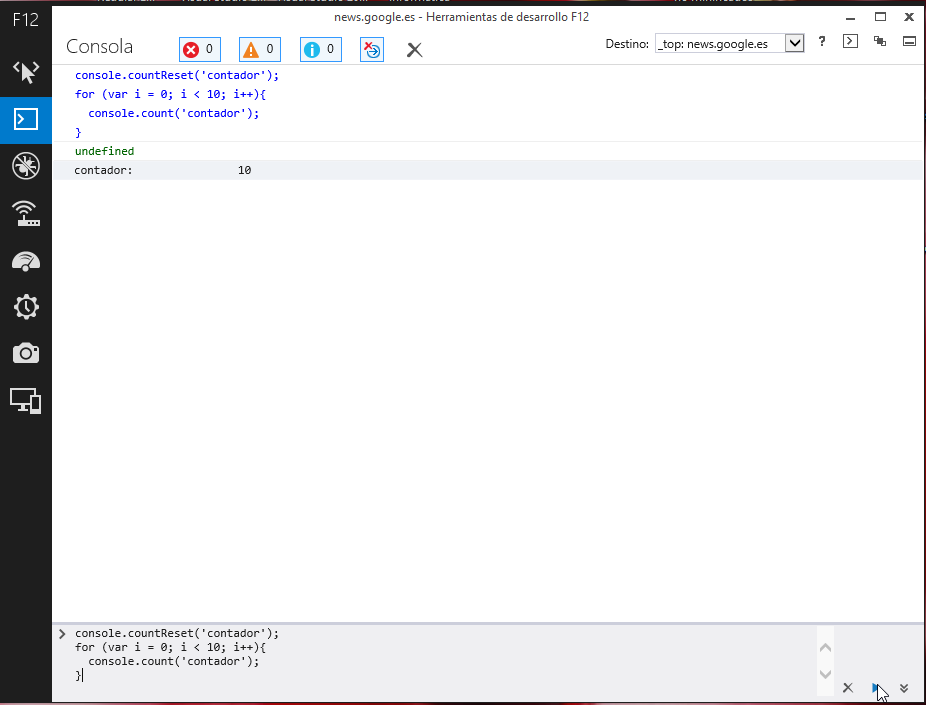 F12
news.google.es - Herramientas de desarrollo F12
Consola
0
0
0
Destino:
_top: news.google.es
?
console.countReset('contador');
for (var i = 0; i < 10; i++){
console.count('contador');
}
undefined
contador: 10
console.countReset('contador');
for (var i = 0; i < 10; i++){
console.count('contador');
}